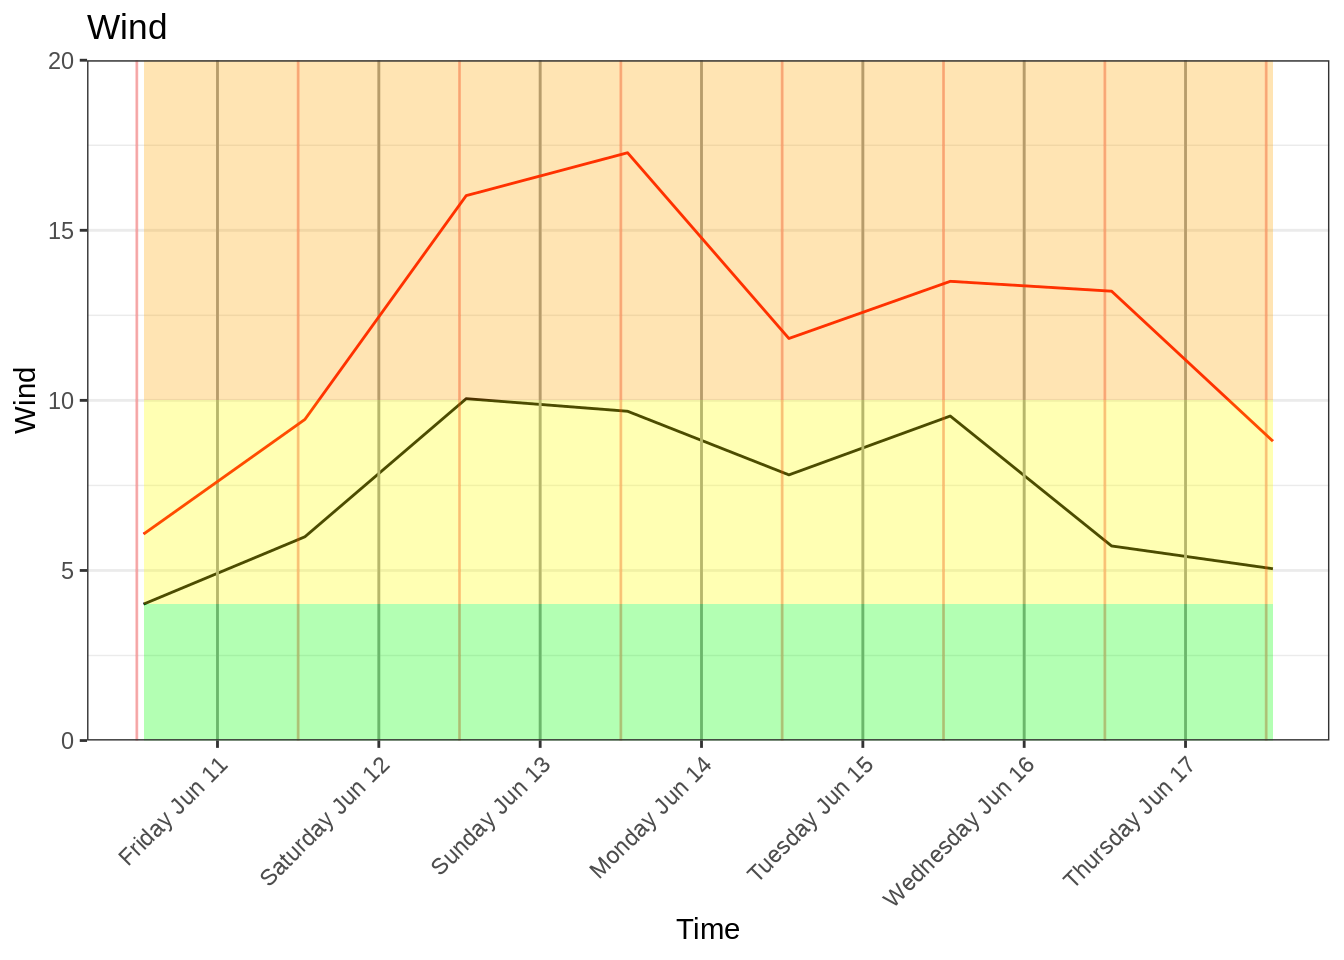 Wind
20
15
10
5
0
Wind
Friday Jun 11
Saturday Jun 12
Sunday Jun 13
Monday Jun 14
Tuesday Jun 15
Wednesday Jun 16
Thursday Jun 17
Time